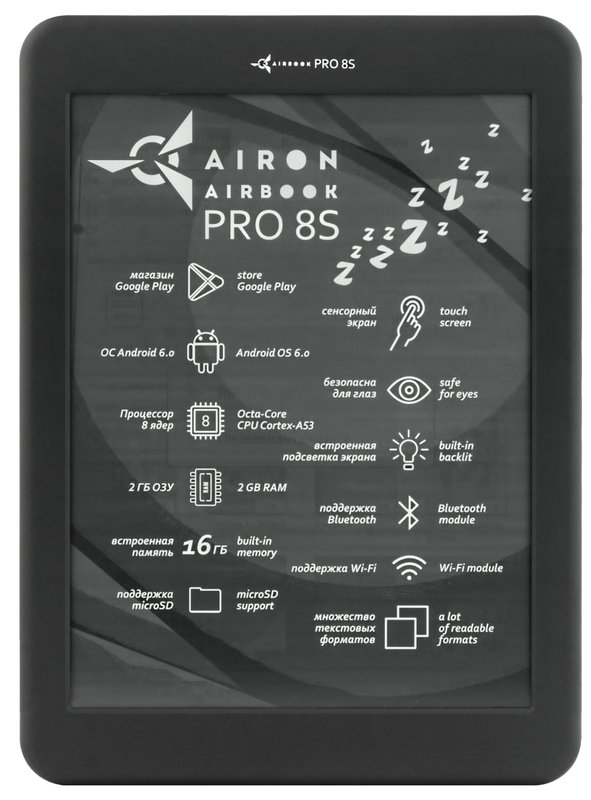 AIRBOOK PRO 8S
AIRON
AIRBOOK
PRO 8S
z z z z z z z z z z z z z
магазин
Google Play
store
Google Play
ОС Android 6.0
Android OS 6.0
Процессор
8 ядер
8
Octa-Core
CPU Cortex-A53
2 ГБ ОЗУ
RAM
2 GB RAM
встроенная
память
16 ГБ
built-in
memory
поддержка
microSD
microSD
support
сенсорный
экран
touch
screen
безопасна
для глаз
safe
for eyes
встроенная
подсветка экрана
built-in
backlit
поддержка
Bluetooth
Bluetooth
module
поддержка Wi-Fi
Wi-Fi module
множество
текстовых
форматов
a lot
of readable
formats